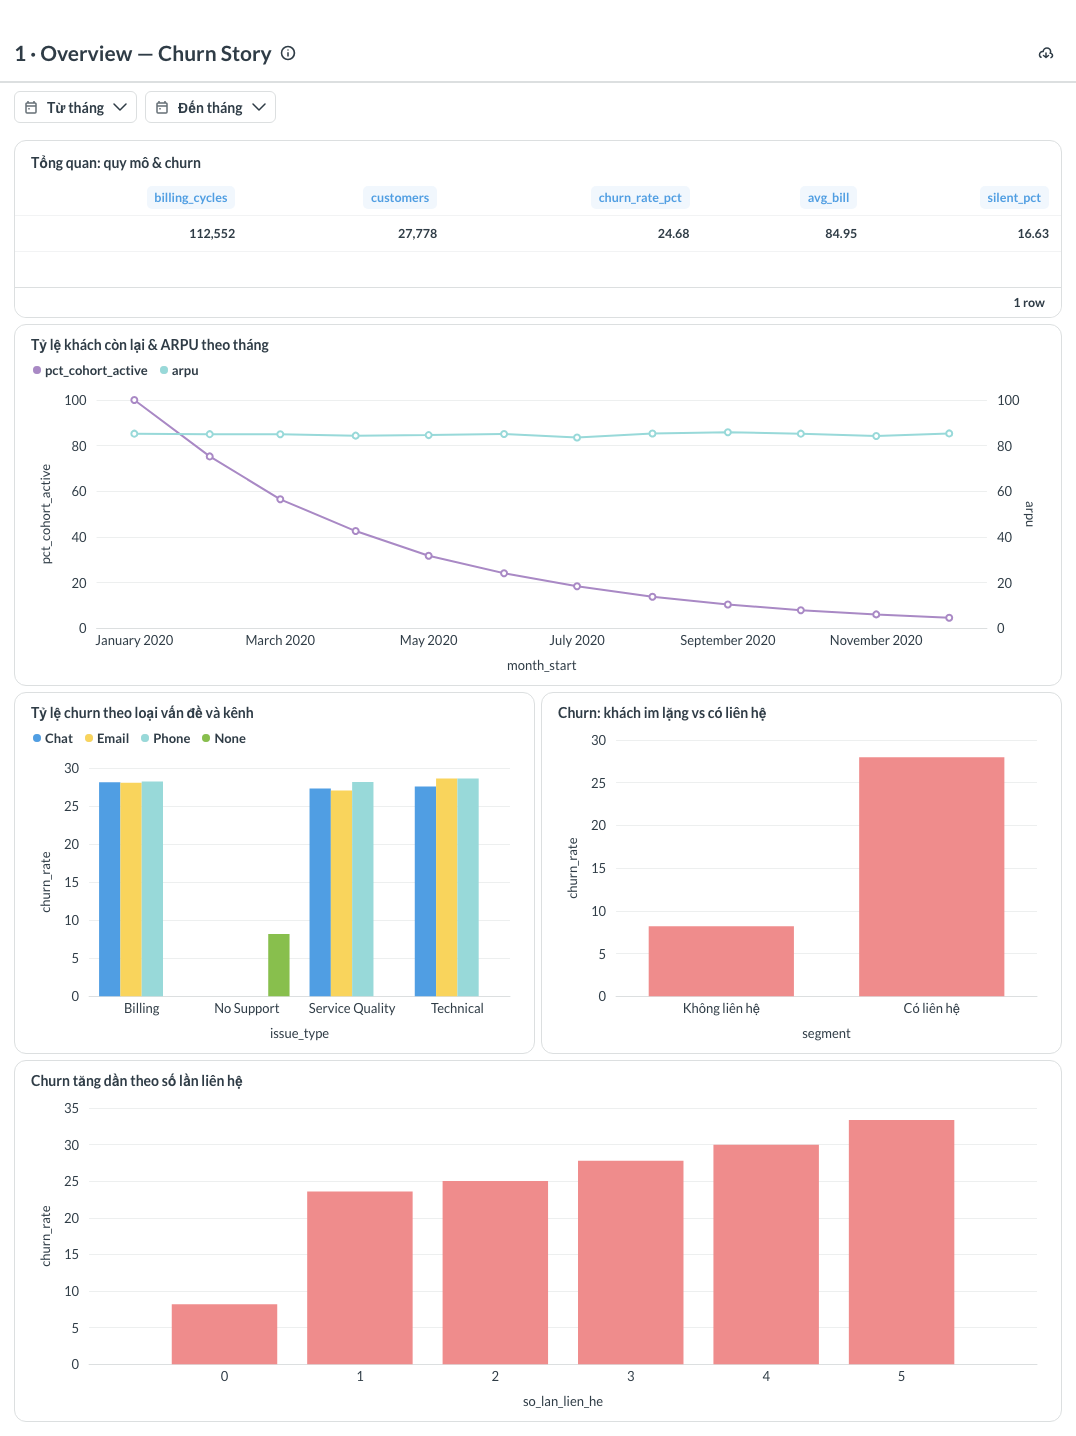 1 · Overview — Churn Story
Từ tháng
Đến tháng
Tổng quan: quy mô & churn
billing_cycles customers churn_rate_pct avg_bill silent_pct
112,552 27,778 24.68 84.95 16.63
1 row
Tỷ lệ khách còn lại & ARPU theo tháng
pct_cohort_active arpu
100 100
80 80
60 60
40 40
20 20
0 0
pct_cohort_active
arpu
January 2020 March 2020 May 2020 July 2020 September 2020 November 2020
month_start
Tỷ lệ churn theo loại vấn đề và kênh
Chat Email Phone None
30
25
20
15
10
5
0
churn_rate
Billing No Support Service Quality Technical
issue_type
Churn: khách im lặng vs có liên hệ
30
25
20
15
10
5
0
churn_rate
Không liên hệ Có liên hệ
segment
Churn tăng dần theo số lần liên hệ
35
30
25
20
15
10
5
0
churn_rate
0 1 2 3 4 5
so_lan_lien_he